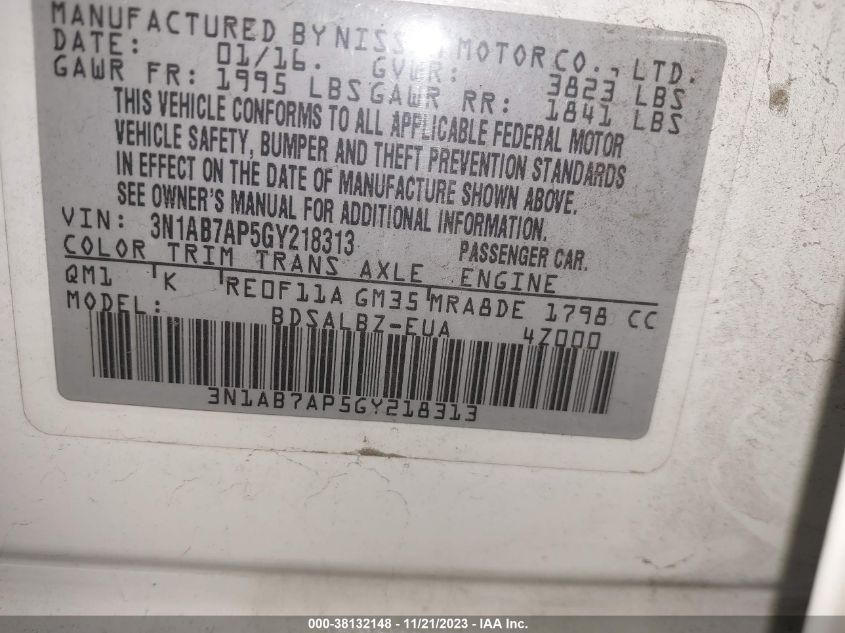 MANUFACTURED BY NISSAN MOTOR CO., LTD.
DATE: 01/16. GVWR: 3823 LBS
GAWR FR: 1995 LBS GAWR RR: 1841 LBS
THIS VEHICLE CONFORMS TO ALL APPLICABLE FEDERAL MOTOR
VEHICLE SAFETY, BUMPER AND THEFT PREVENTION STANDARDS
IN EFFECT ON THE DATE OF MANUFACTURE SHOWN ABOVE.
SEE OWNER'S MANUAL FOR ADDITIONAL INFORMATION.
VIN: 3N1AB7AP5GY218313 PASSENGER CAR.
COLOR TRIM TRANS AXLE ENGINE
QM1 K RE0F11A GM35 MRA8DE 1798 CC
MODEL: BDSALBZ-EUA 4Z000
3N1AB7AP5GY218313
000-38132148 - 11/21/2023 - IAA Inc.